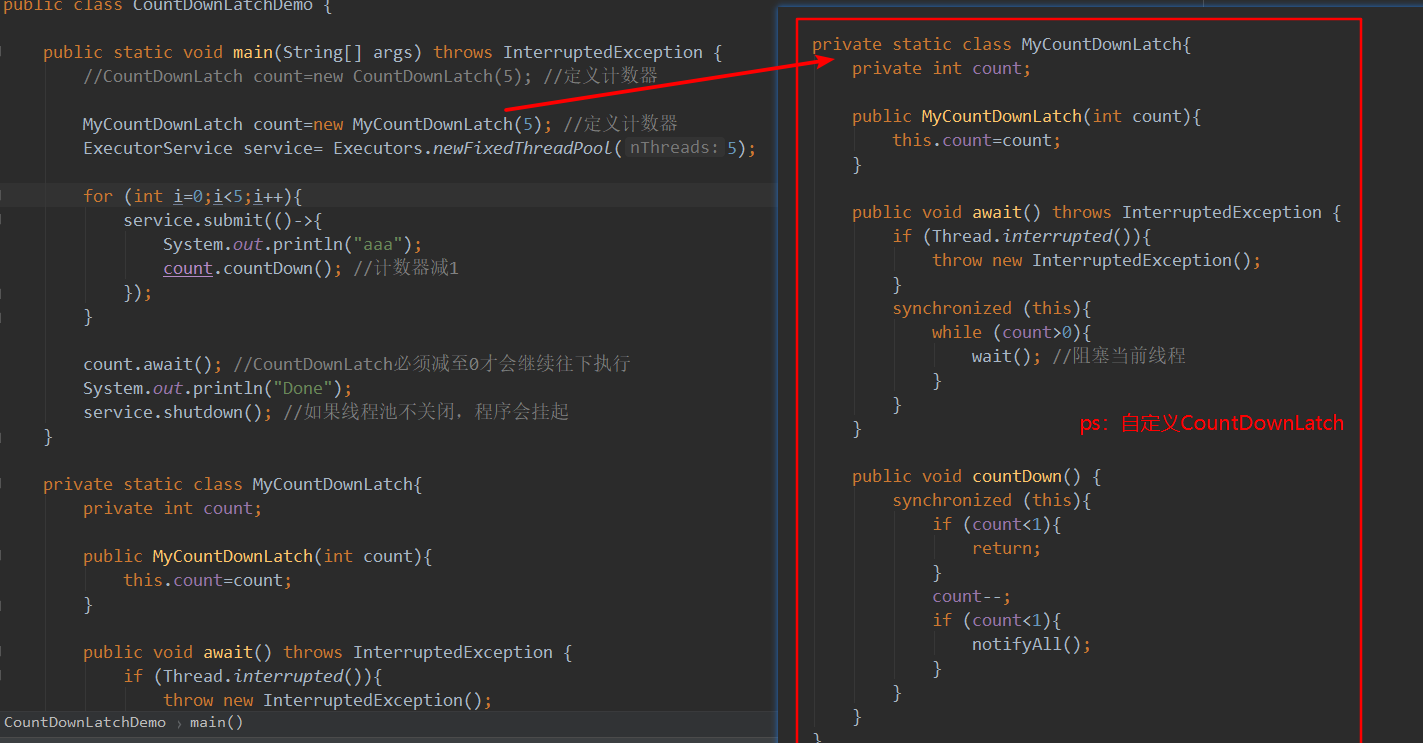 public class CountDownLatchDemo {
public static void main(String[] args) throws InterruptedException {
//CountDownLatch count=new CountDownLatch(5); //定义计数器
MyCountDownLatch count=new MyCountDownLatch(5); //定义计数器
ExecutorService service= Executors.newFixedThreadPool( nThreads: 5);
for (int i=0;i<5;i++){
service.submit(()->{
System.out.println("aaa");
count.countDown(); //计数器减1
});
}
count.await(); //CountDownLatch必须减至0才会继续往下执行
System.out.println("Done");
service.shutdown(); //如果线程池不关闭，程序会挂起
}
private static class MyCountDownLatch{
private int count;
public MyCountDownLatch(int count){
this.count=count;
}
public void await() throws InterruptedException {
if (Thread.interrupted()){
throw new InterruptedException();
CountDownLatchDemo › main()
private static class MyCountDownLatch{
private int count;
public MyCountDownLatch(int count){
this.count=count;
}
public void await() throws InterruptedException {
if (Thread.interrupted()){
throw new InterruptedException();
}
synchronized (this){
while (count>0){
wait(); //阻塞当前线程
}
}
ps：自定义CountDownLatch
}
public void countDown() {
synchronized (this){
if (count<1){
return;
}
count--;
if (count<1){
notifyAll();
}
}
}
}